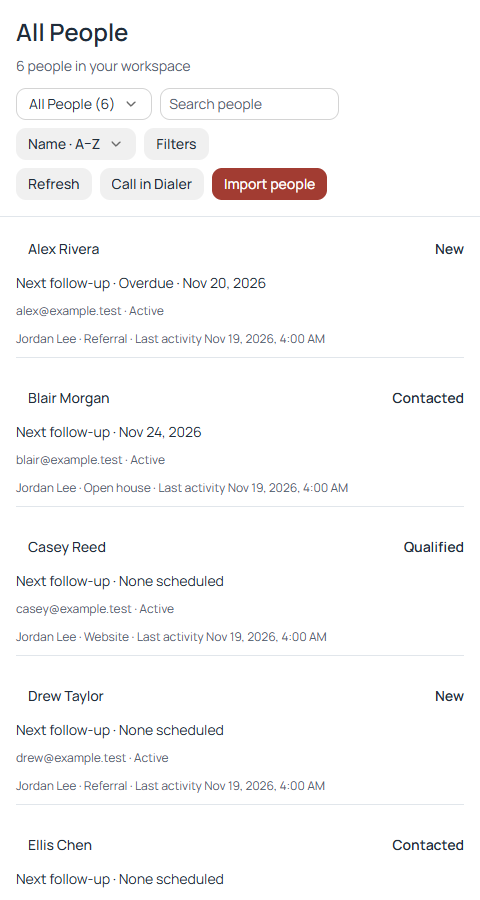 All People
6 people in your workspace
All People (6)
Search people
Name · A–Z
Filters
Refresh
Call in Dialer
Import people
Alex Rivera
New
Next follow-up · Overdue · Nov 20, 2026
alex@example.test · Active
Jordan Lee · Referral · Last activity Nov 19, 2026, 4:00 AM
Blair Morgan
Contacted
Next follow-up · Nov 24, 2026
blair@example.test · Active
Jordan Lee · Open house · Last activity Nov 19, 2026, 4:00 AM
Casey Reed
Qualified
Next follow-up · None scheduled
casey@example.test · Active
Jordan Lee · Website · Last activity Nov 19, 2026, 4:00 AM
Drew Taylor
New
Next follow-up · None scheduled
drew@example.test · Active
Jordan Lee · Referral · Last activity Nov 19, 2026, 4:00 AM
Ellis Chen
Contacted
Next follow-up · None scheduled